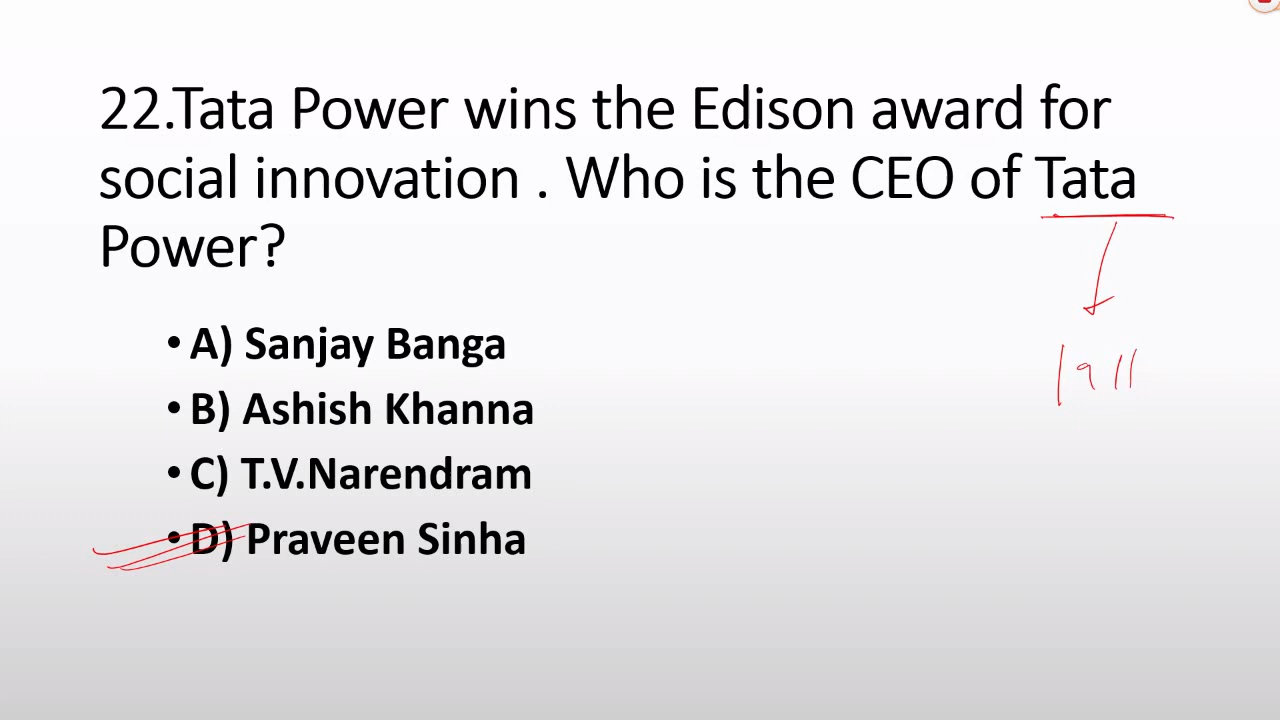 22.Tata Power wins the Edison award for
social innovation . Who is the CEO of Tata
Power?
• A) Sanjay Banga
• B) Ashish Khanna
• C) T.V.Narendram
• D) Praveen Sinha
1911